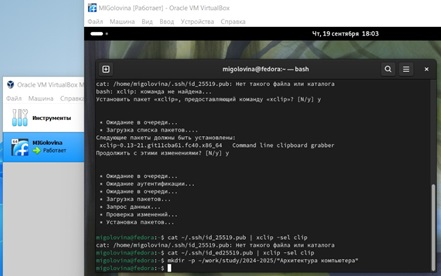 MIGolovina [Работает] - Oracle VM VirtualBox
Файл Машина Вид Ввод Устройства Справка
Чт, 19 сентября 18:03
migolovina@fedora:~ — bash
cat: /home/migolovina/.ssh/id_25519.pub: Нет такого файла или каталога
bash: xclip: команда не найдена...
Установить пакет «xclip», предоставляющий команду «xclip»? [N/y] y
* Ожидание в очереди...
* Загрузка списка пакетов....
Следующие пакеты должны быть установлены:
xclip-0.13-21.git11cba61.fc40.x86_64 Command line clipboard grabber
Продолжить с этими изменениями? [N/y] y
* Ожидание в очереди...
* Ожидание аутентификации...
* Ожидание в очереди...
* Загрузка пакетов...
* Запрос данных...
* Проверка изменений...
* Установка пакетов...
migolovina@fedora:~$ cat ~/.ssh/id_25519.pub | xclip -sel clip
cat: /home/migolovina/.ssh/id_25519.pub: Нет такого файла или каталога
migolovina@fedora:~$ cat ~/.ssh/id_ed25519.pub | xclip -sel clip
migolovina@fedora:~$ mkdir -p ~/work/study/2024-2025/"Архитектура компьютера"
migolovina@fedora:~$
Oracle VM VirtualBox M
Файл Машина Справка
Инструменты
MIGolovina
Работает